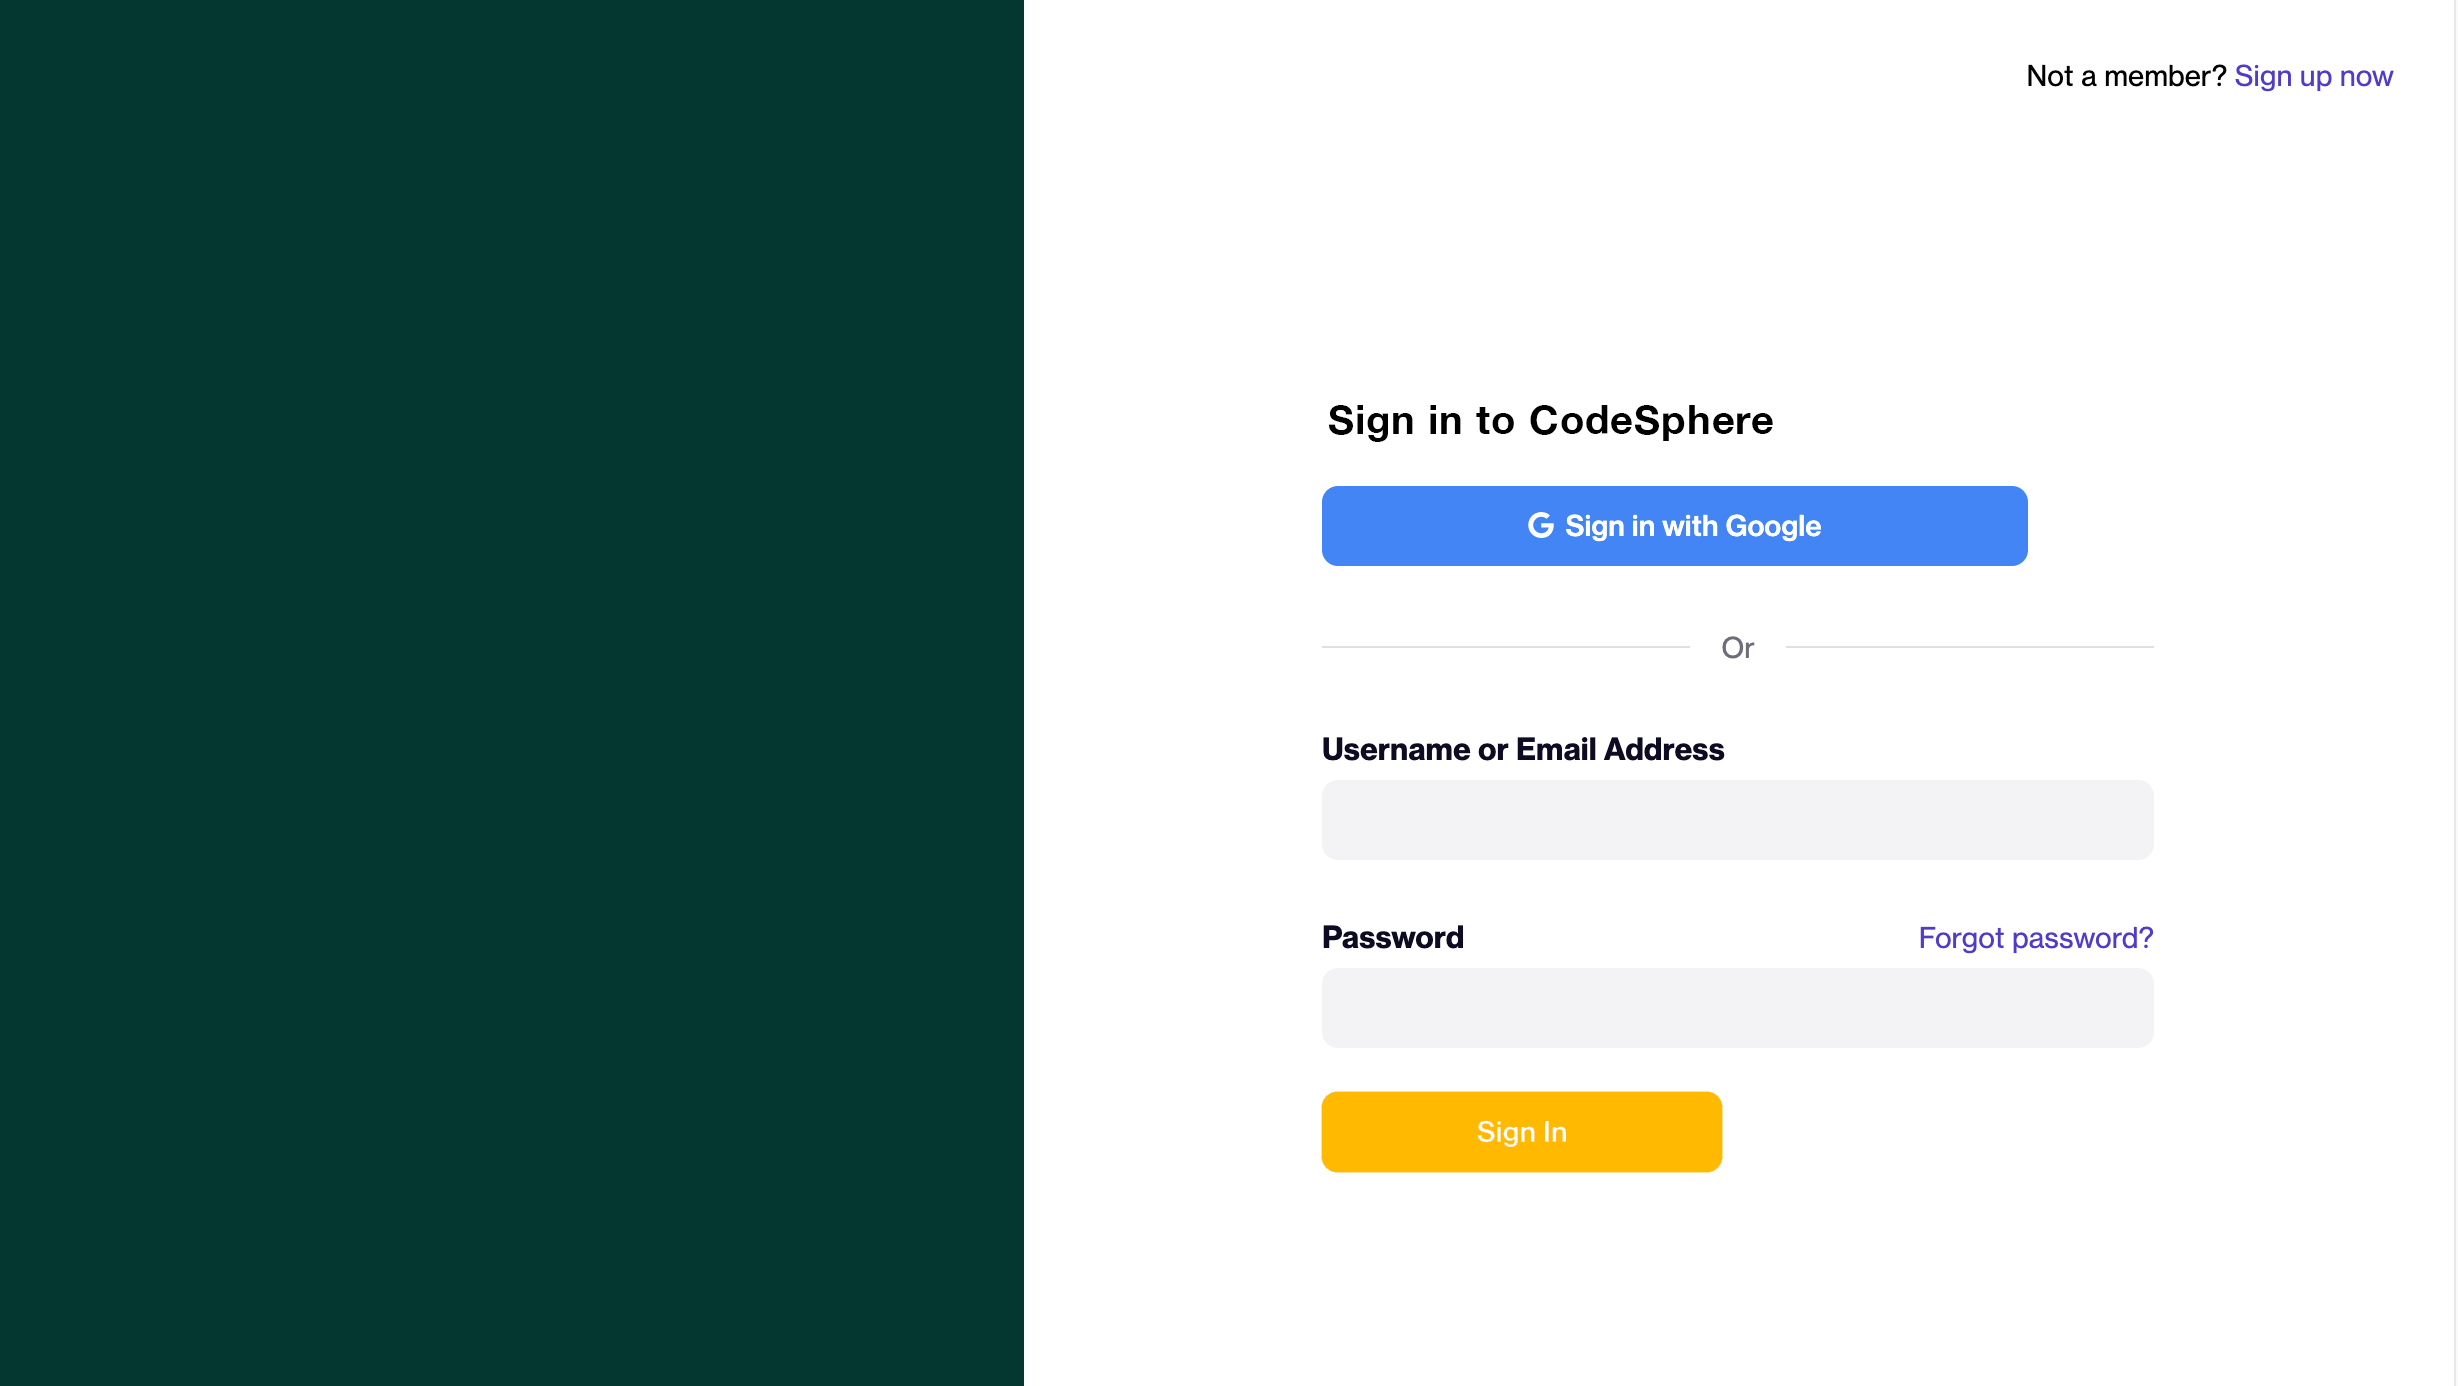 Not a member? Sign up now
Sign in to CodeSphere
Sign in with Google
Or
Username or Email Address
Password Forgot password?
Sign In